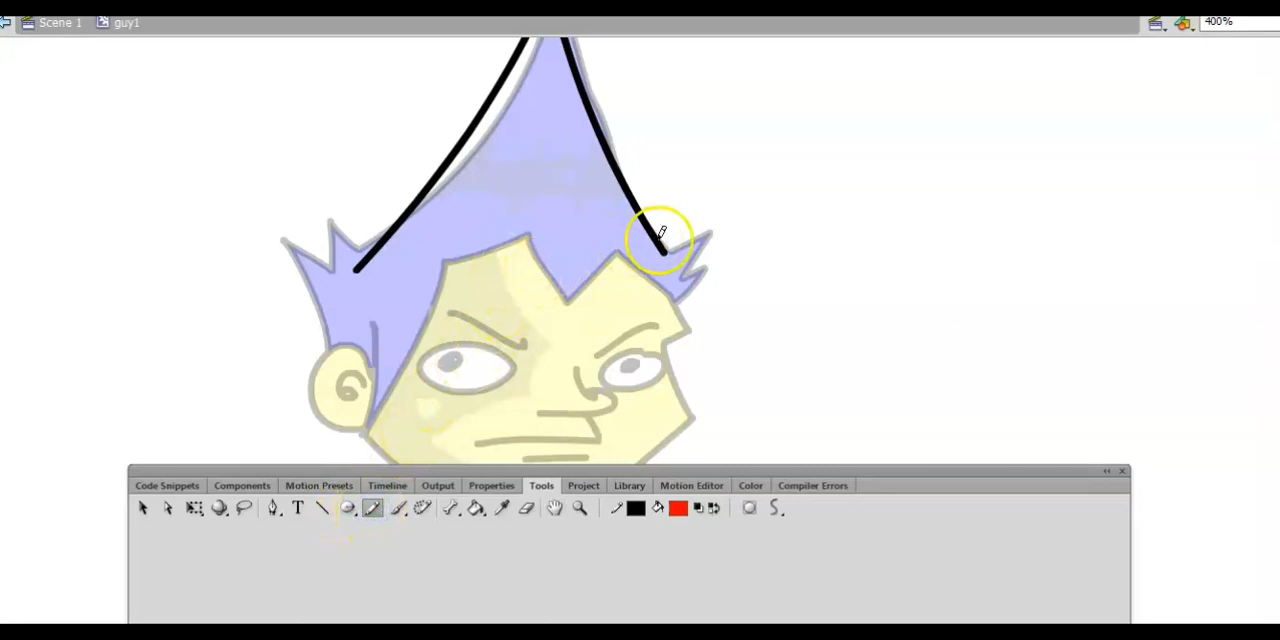 Scene 1 guy1 400%
Code Snippets Components Motion Presets Timeline Output Properties Tools Project Library Motion Editor Color Compiler Errors
T